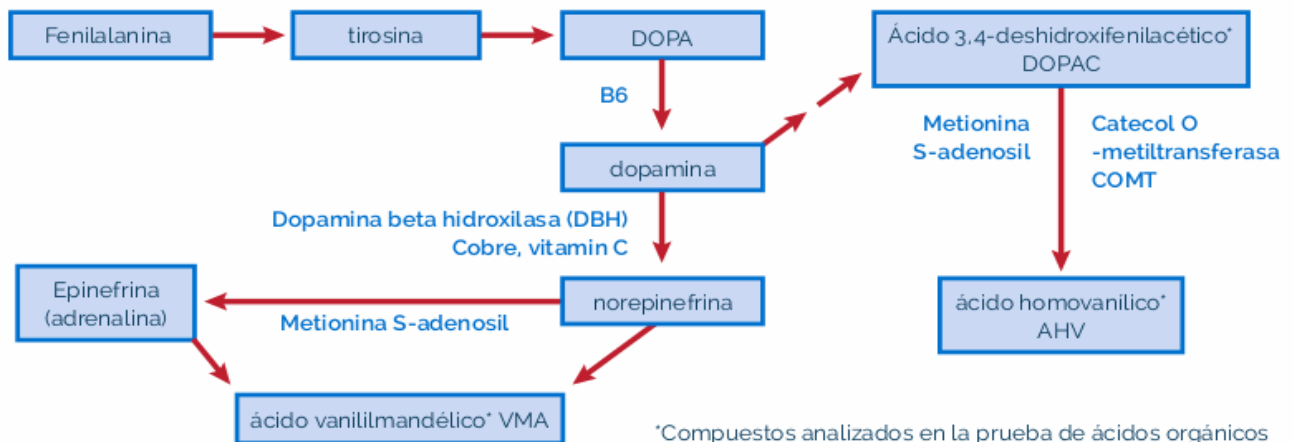 Fenilalanina
tirosina
DOPA
Ácido 3,4-deshidroxifenilacético*
DOPAC
B6
Metionina
S-adenosil
Catecol O
-metiltransferasa
COMT
dopamina
Dopamina beta hidroxilasa (DBH)
Cobre, vitamin C
Epinefrina
(adrenalina)
norepinefrina
Metionina S-adenosil
ácido homovanilico*
AHV
ácido vanililmandélico* VMA
*Compuestos analizados en la prueba de ácidos orgánicos